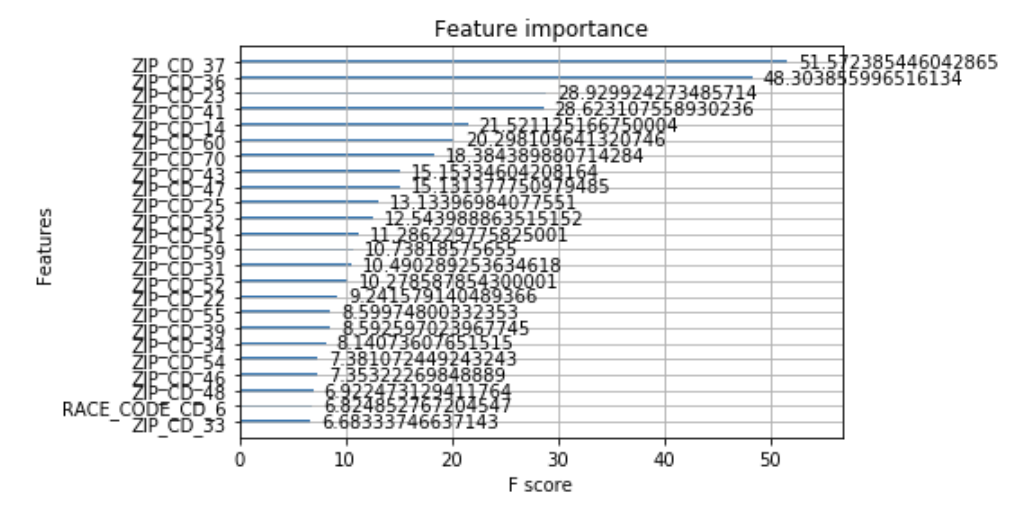 Feature importance
ZIP_CD_37 51.572385446042865
ZIP_CD_36 48.303855996516134
ZIP_CD_23 28.929924273485714
ZIP_CD_41 28.623107558930236
ZIP_CD_14 21.521125166750004
ZIP_CD_60 20.298109641320746
ZIP_CD_70 18.384389880714284
ZIP_CD_43 15.15334604208164
ZIP_CD_47 15.131377750979485
ZIP_CD_25 13.13396984077551
ZIP_CD_32 12.543988863515152
ZIP_CD_51 11.286229775825001
ZIP_CD_59 10.73818575655
ZIP_CD_31 10.490289253634618
ZIP_CD_52 10.278587854300001
ZIP_CD_22 9.241579140489366
ZIP_CD_55 8.59974800332353
ZIP_CD_39 8.592597023967745
ZIP_CD_34 8.14073607651515
ZIP_CD_54 7.381072449243243
ZIP_CD_46 7.35322269848889
ZIP_CD_48 6.922473129411764
RACE_CODE_CD_6 6.824852767204547
ZIP_CD_33 6.683333746637143
Features
0 10 20 30 40 50
F score